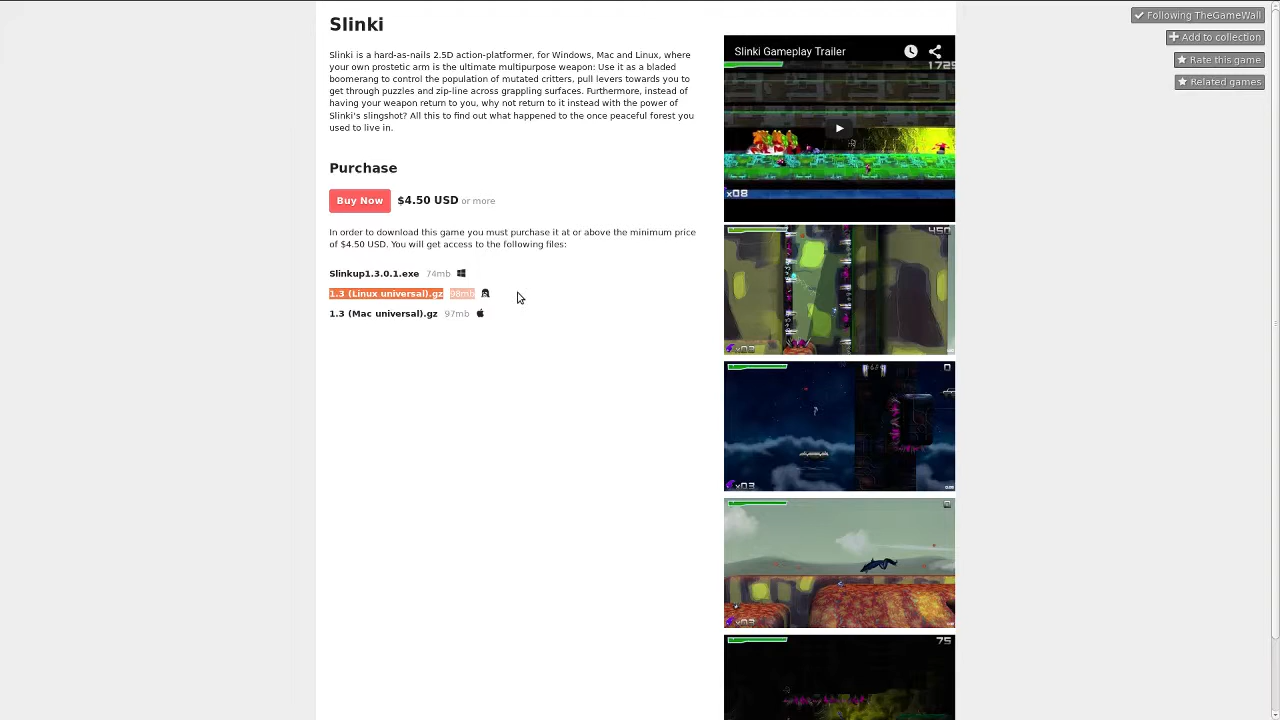 Slinki
Slinki is a hard-as-nails 2.5D action-platformer, for Windows, Mac and Linux, where
your own prostetic arm is the ultimate multipurpose weapon; Use it as a bladed
boomerang to control the population of mutated critters, pull levers towards you to
get through puzzles and zip-line across grappling surfaces. Furthermore, instead of
having your weapon return to you, why not return to it instead with the power of
Slinki's slingshot? All this to find out what happened to the once peaceful forest you
used to live in.
Purchase
Buy Now $4.50 USD or more
In order to download this game you must purchase it at or above the minimum price
of $4.50 USD. You will get access to the following files:
Slinkup1.3.0.1.exe 74mb
1.3 (Linux universal).gz 98mb
1.3 (Mac universal).gz 97mb
Slinki Gameplay Trailer
1725
x08
450
x03
x03
x03
75
Following TheGameWall
Add to collection
Rate this game
Related games